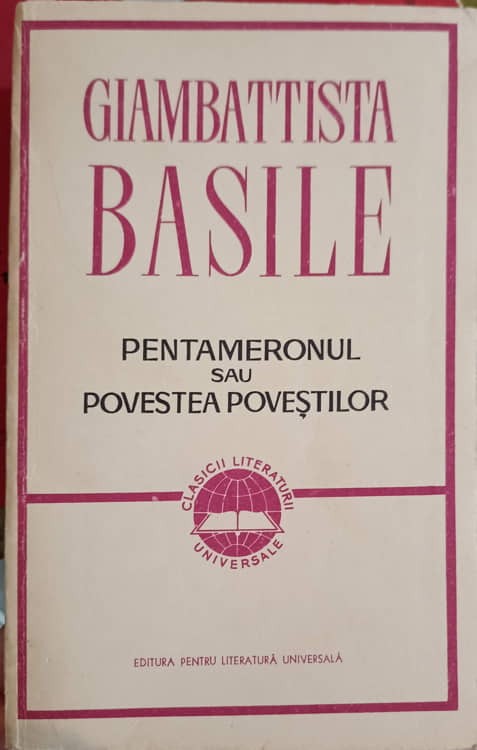 GIAMBATTISTA
BASILE
PENTAMERONUL
SAU
POVESTEA POVEȘTILOR
CLASICII LITERATURII
UNIVERSALE
EDITURA PENTRU LITERATURĂ UNIVERSALĂ